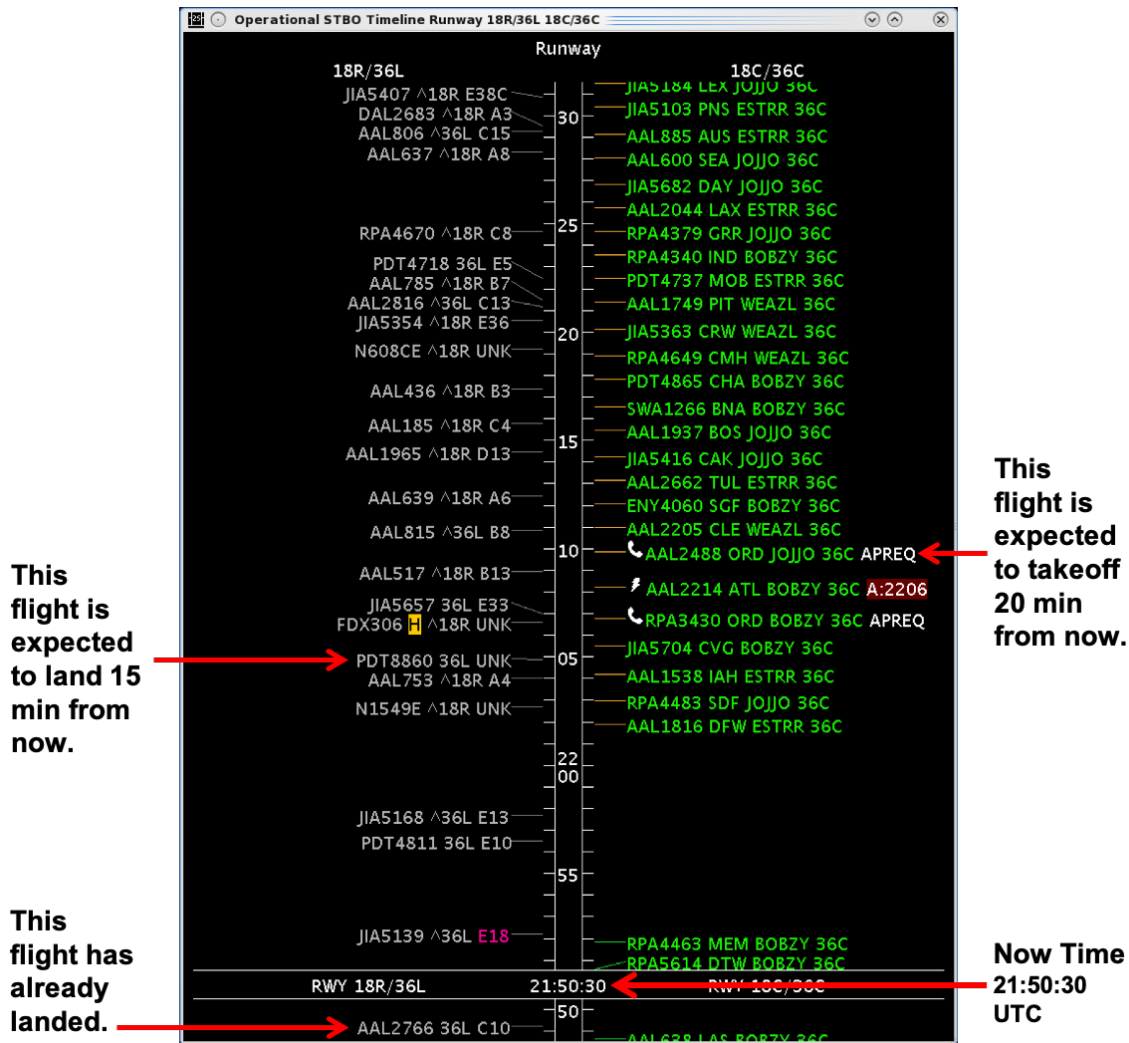 Operational STBO Timeline Runway 18R/36L 18C/36C
Runway
18R/36L
18C/36C
JIA5407 ^18R E38C
DAL2683 ^18R A3
AAL806 ^36L C15
AAL637 ^18R A8
RPA4670 ^18R C8
PDT4718 36L E5
AAL785 ^18R B7
AAL2816 ^36L C13
JIA5354 ^18R E36
N608CE ^18R UNK
AAL436 ^18R B3
AAL185 ^18R C4
AAL1965 ^18R D13
AAL639 ^18R A6
AAL815 ^36L B8
AAL517 ^18R B13
JIA5657 36L E33
FDX306 H ^18R UNK
PDT8860 36L UNK
AAL753 ^18R A4
N1549E ^18R UNK
JIA5168 ^36L E13
PDT4811 36L E10
JIA5139 ^36L E18
30
25
20
15
10
05
22
00
55
JIA5184 LEX JOJJO 36C
JIA5103 PNS ESTRR 36C
AAL885 AUS ESTRR 36C
AAL600 SEA JOJJO 36C
JIA5682 DAY JOJJO 36C
AAL2044 LAX ESTRR 36C
RPA4379 GRR JOJJO 36C
RPA4340 IND BOBZY 36C
PDT4737 MOB ESTRR 36C
AAL1749 PIT WEAZL 36C
JIA5363 CRW WEAZL 36C
RPA4649 CMH WEAZL 36C
PDT4865 CHA BOBZY 36C
SWA1266 BNA BOBZY 36C
AAL1937 BOS JOJJO 36C
JIA5416 CAK JOJJO 36C
AAL2662 TUL ESTRR 36C
ENY4060 SGF BOBZY 36C
AAL2205 CLE WEAZL 36C
AAL2488 ORD JOJJO 36C APREQ
AAL2214 ATL BOBZY 36C A:2206
RPA3430 ORD BOBZY 36C APREQ
JIA5704 CVG BOBZY 36C
AAL1538 IAH ESTRR 36C
RPA4483 SDF JOJJO 36C
AAL1816 DFW ESTRR 36C
RPA4463 MEM BOBZY 36C
RPA5614 DTW BOBZY 36C
RWY 18R/36L
21:50:30
RWY 18C/36C
50
AAL2766 36L C10
AAL638 LAS BOBZY 36C
This
flight is
expected
to land 15
min from
now.
This
flight has
already
landed.
This
flight is
expected
to takeoff
20 min
from now.
Now Time
21:50:30
UTC